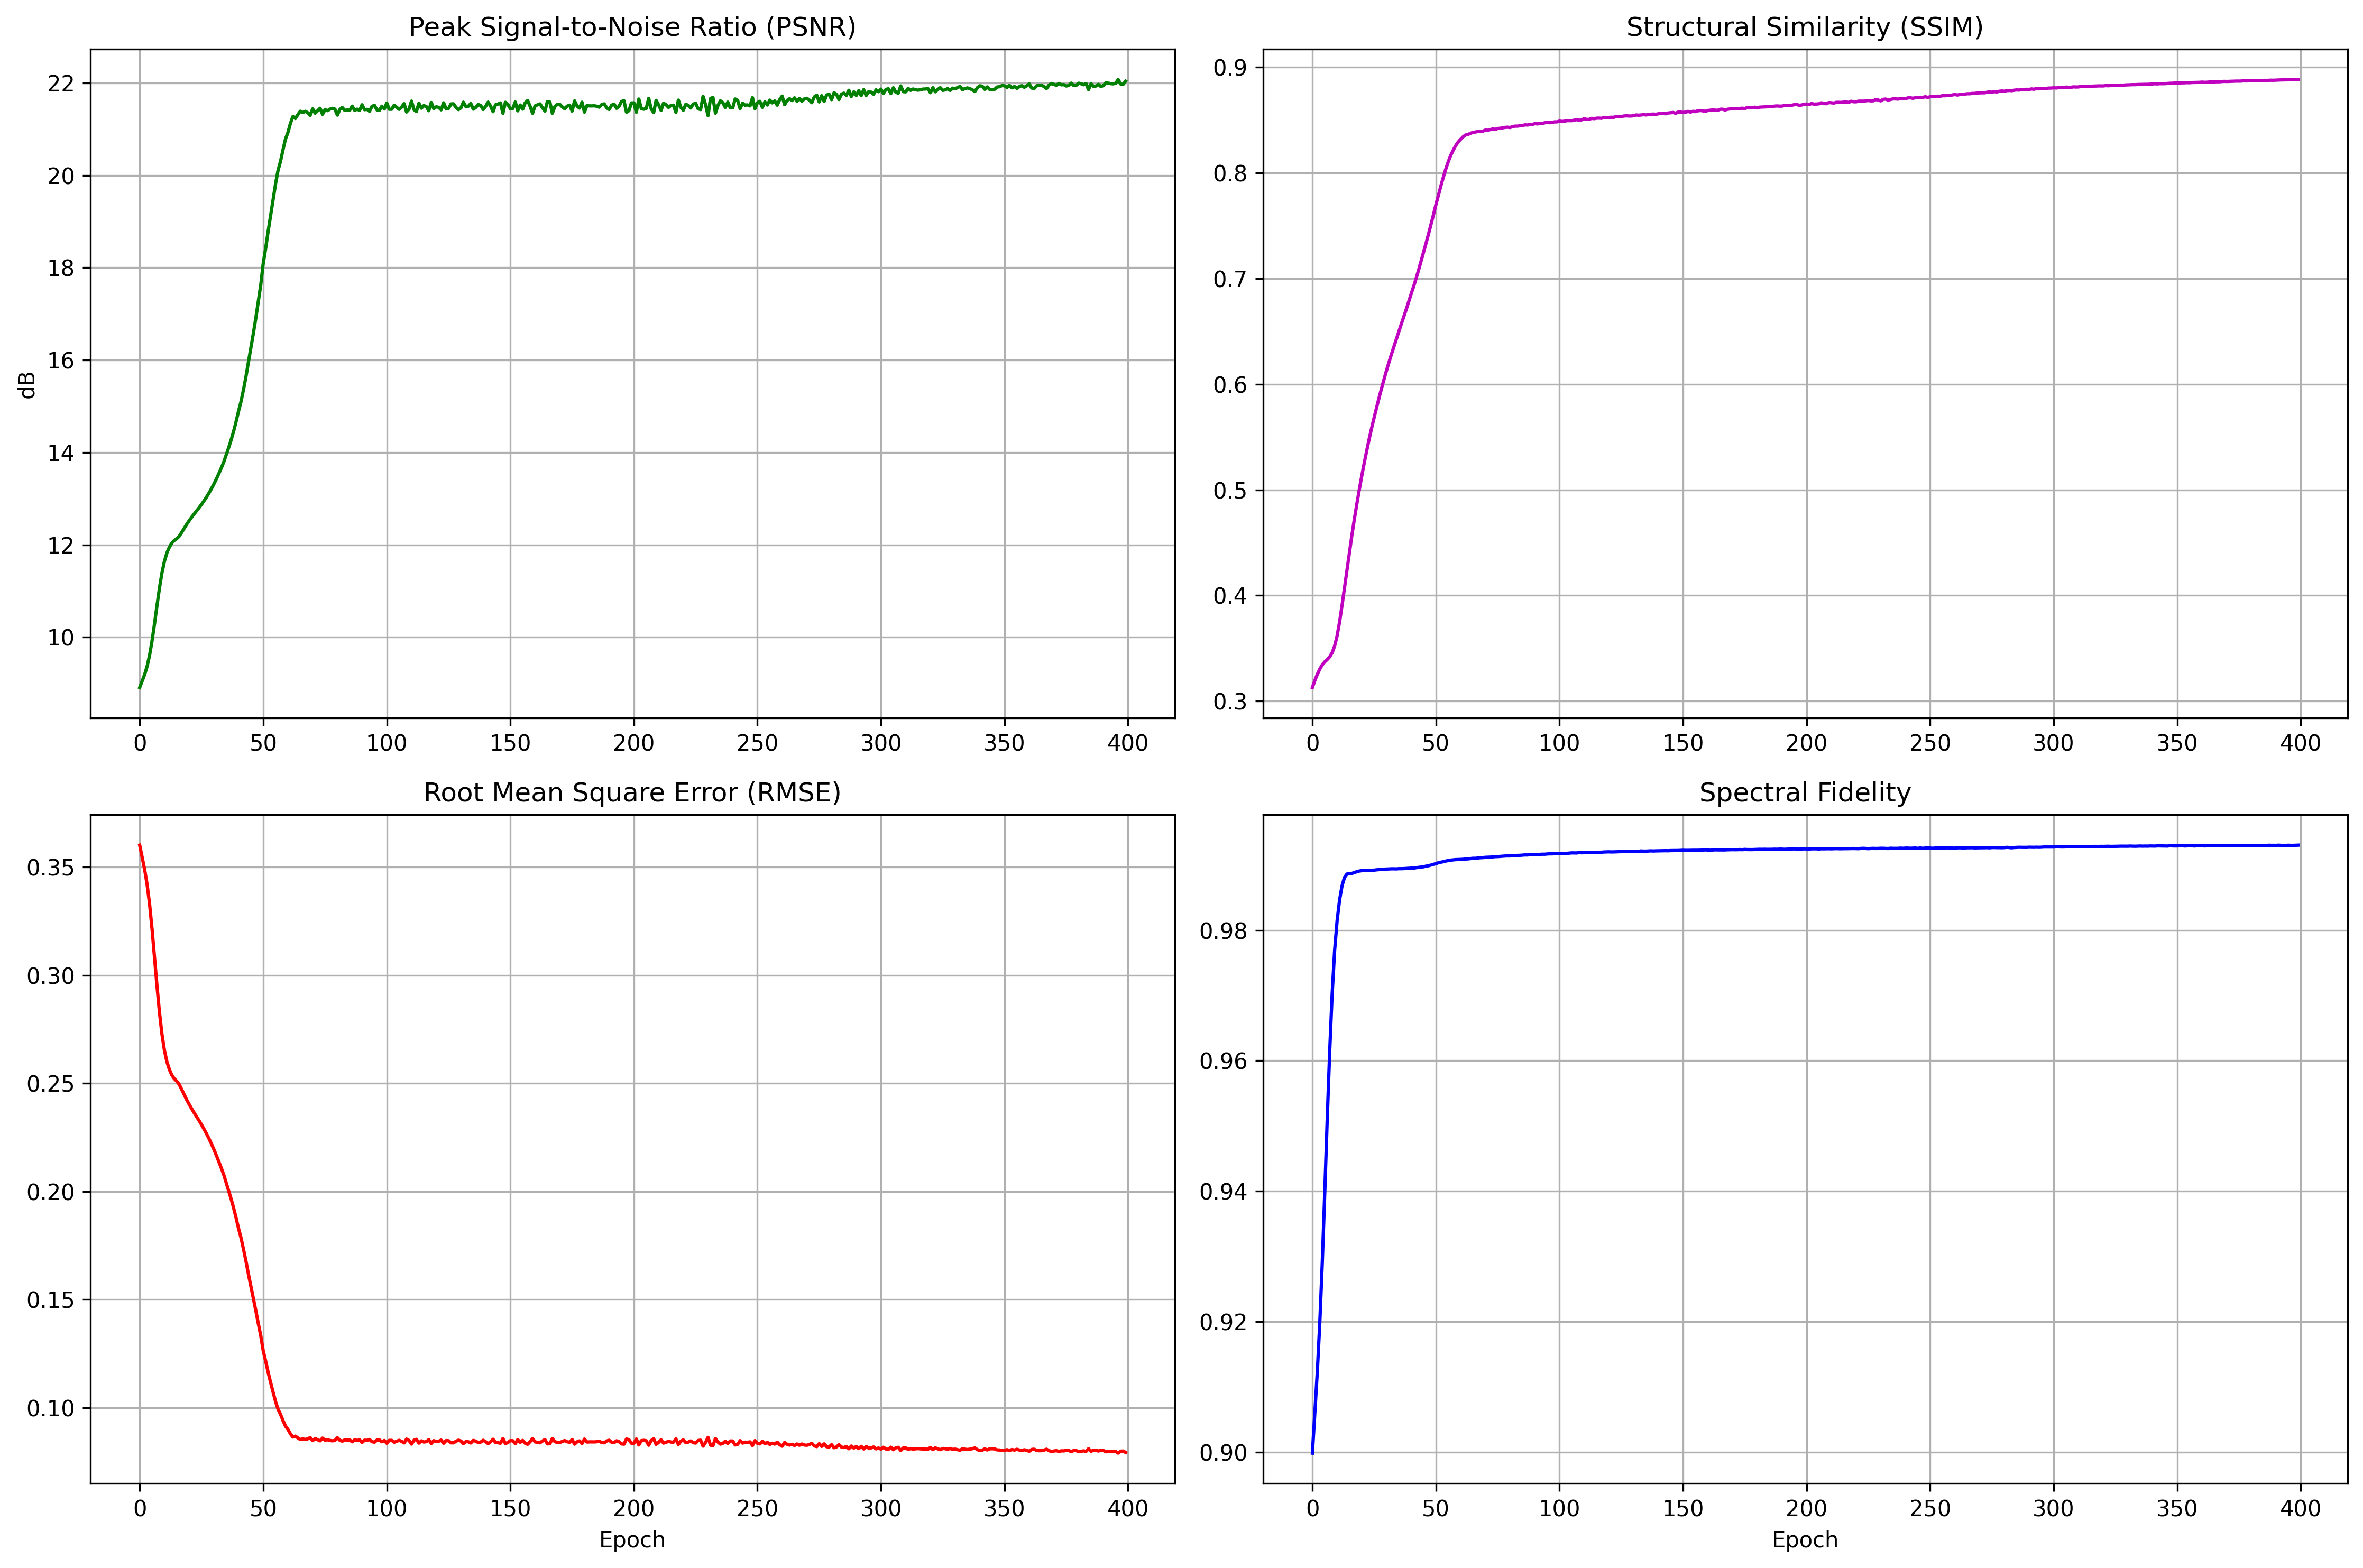 Peak Signal-to-Noise Ratio (PSNR)
dB
22
20
18
16
14
12
10
0 50 100 150 200 250 300 350 400
Structural Similarity (SSIM)
0.9
0.8
0.7
0.6
0.5
0.4
0.3
0 50 100 150 200 250 300 350 400
Root Mean Square Error (RMSE)
0.35
0.30
0.25
0.20
0.15
0.10
0 50 100 150 200 250 300 350 400
Epoch
Spectral Fidelity
0.98
0.96
0.94
0.92
0.90
0 50 100 150 200 250 300 350 400
Epoch